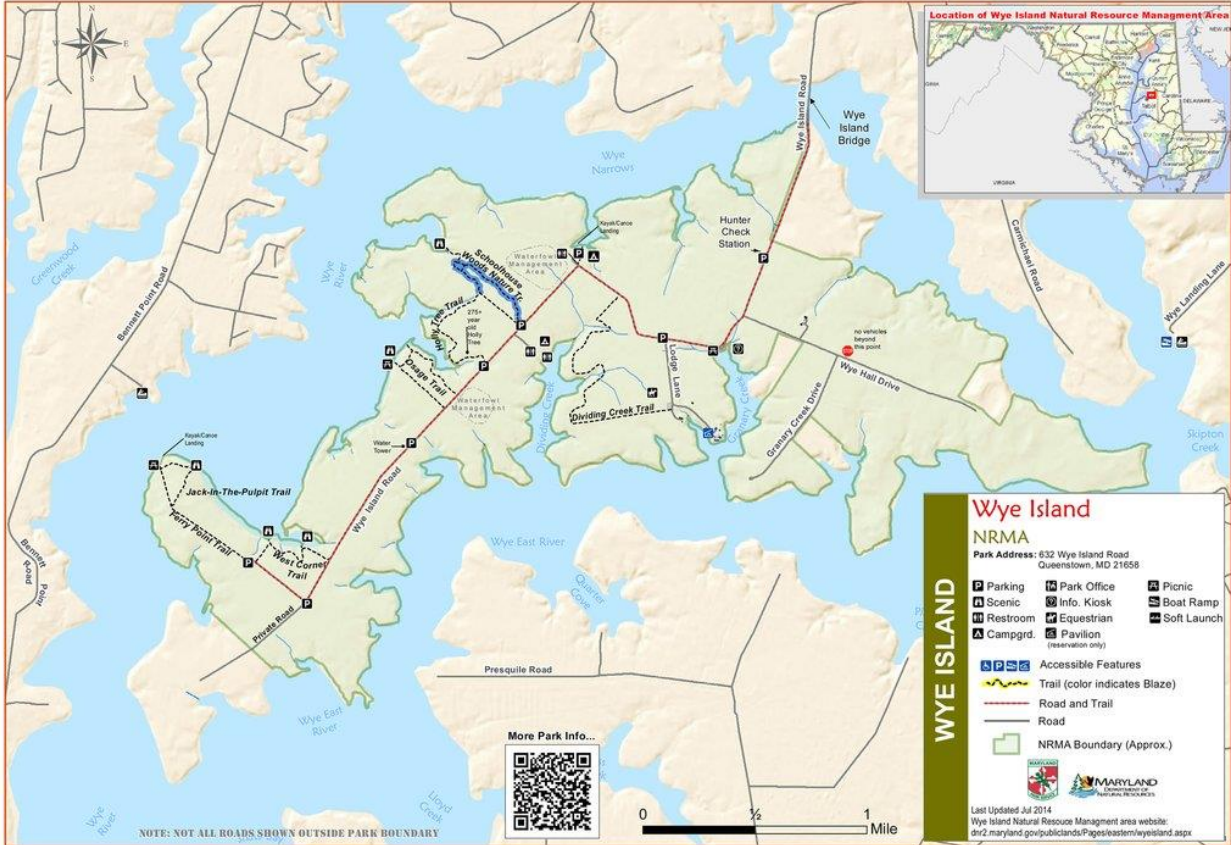 Location of Wye Island Natural Resource Managment Area
NEW JE
DELAWARE
VIRGINIA
Talbot
Montgomery
Charles
N
E
S
Wye Island Road
Wye
Island
Bridge
Wye
Narrows
Greenwood
Creek
Bennett Point Road
Wye
River
Carmichael Road
Wye Landing Lane
Hunter
Check
Station
Kayak/Canoe
Landing
Waterfowl
Management
Area
Schoolhouse
Woods Nature Tr.
Holly Tree Trail
275+
year
old
Holly
Tree
Osage Trail
Waterfowl
Management
Area
Dividing Creek
Dividing Creek Trail
Lodge Lane
Granary Creek
no vehicles
beyond
this point
STOP
Wye Hall Drive
Granary Creek Drive
Skipton
Creek
Water
Tower
Wye Island Road
Kayak/Canoe
Landing
Jack-In-The-Pulpit Trail
Ferry Point Trail
West Corner
Trail
Private Road
Bennett Point
Road
Wye East River
Quarter
Cove
Presquile Road
Wye East
River
Lloyd
Creek
Wye
River
WYE ISLAND
Wye Island
NRMA
Park Address: 632 Wye Island Road
Queenstown, MD 21658
P Parking
Park Office
Picnic
Scenic
Info. Kiosk
Boat Ramp
Restroom
Equestrian
Soft Launch
Campgrd.
Pavilion
(reservation only)
Accessible Features
Trail (color indicates Blaze)
Road and Trail
Road
NRMA Boundary (Approx.)
MARYLAND
MARYLAND
DEPARTMENT OF
NATURAL RESOURCES
Last Updated Jul 2014
Wye Island Natural Resouce Managment area website:
dnr2.maryland.gov/publiclands/Pages/eastern/wyeisland.aspx
More Park Info...
0 ½ 1
Mile
NOTE: NOT ALL ROADS SHOWN OUTSIDE PARK BOUNDARY